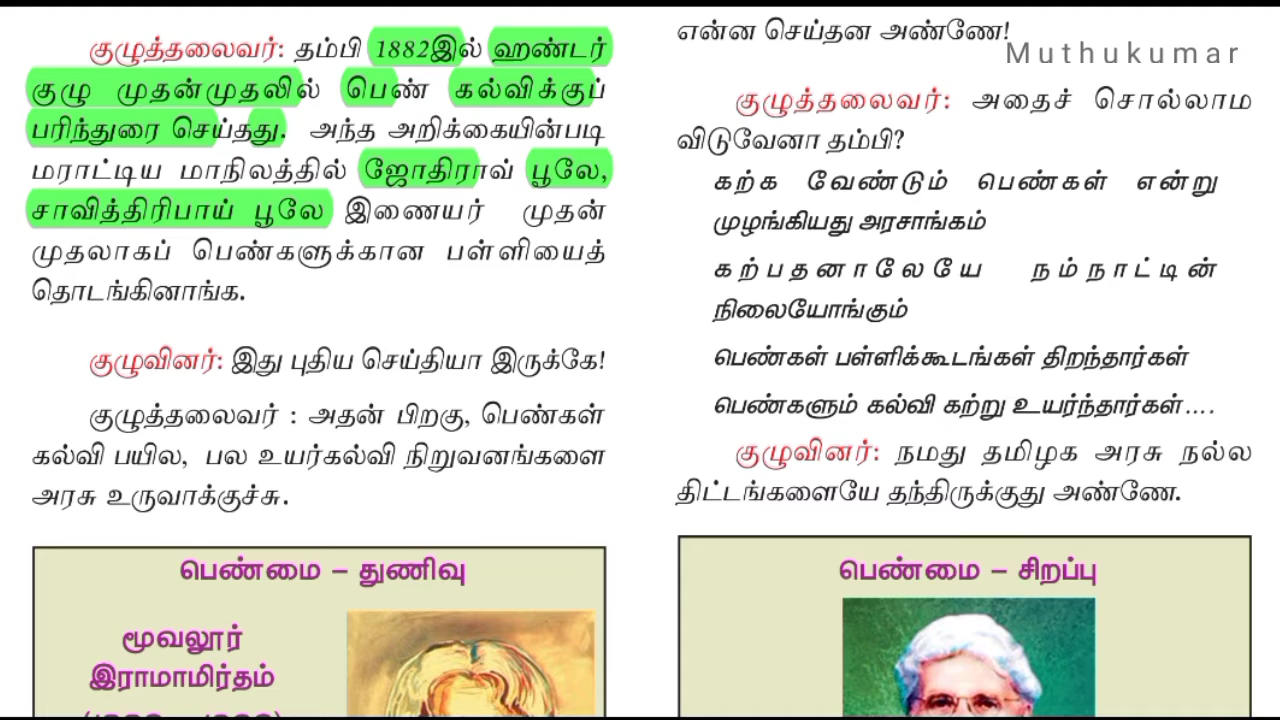 குழுத்தலைவர்: தம்பி 1882இல் ஹண்டர்
குழு முதன்முதலில் பெண் கல்விக்குப்
பரிந்துரை செய்தது. அந்த அறிக்கையின்படி
மராட்டிய மாநிலத்தில் ஜோதிராவ் பூலே,
சாவித்திரிபாய் பூலே இணையர் முதன்
முதலாகப் பெண்களுக்கான பள்ளியைத்
தொடங்கினாங்க.
குழுவினர்: இது புதிய செய்தியா இருக்கே!
குழுத்தலைவர் : அதன் பிறகு, பெண்கள்
கல்வி பயில, பல உயர்கல்வி நிறுவனங்களை
அரசு உருவாக்குச்சு.
பெண்மை – துணிவு
மூவலூர்
இராமாமிர்தம்
என்ன செய்தன அண்ணே!
Muthukumar
குழுத்தலைவர்: அதைச் சொல்லாம
விடுவேனா தம்பி?
கற்க வேண்டும் பெண்கள் என்று
முழங்கியது அரசாங்கம்
கற்பதனாலேயே நம்நாட்டின்
நிலையோங்கும்
பெண்கள் பள்ளிக்கூடங்கள் திறந்தார்கள்
பெண்களும் கல்வி கற்று உயர்ந்தார்கள்....
குழுவினர்: நமது தமிழக அரசு நல்ல
திட்டங்களையே தந்திருக்குது அண்ணே.
பெண்மை – சிறப்பு